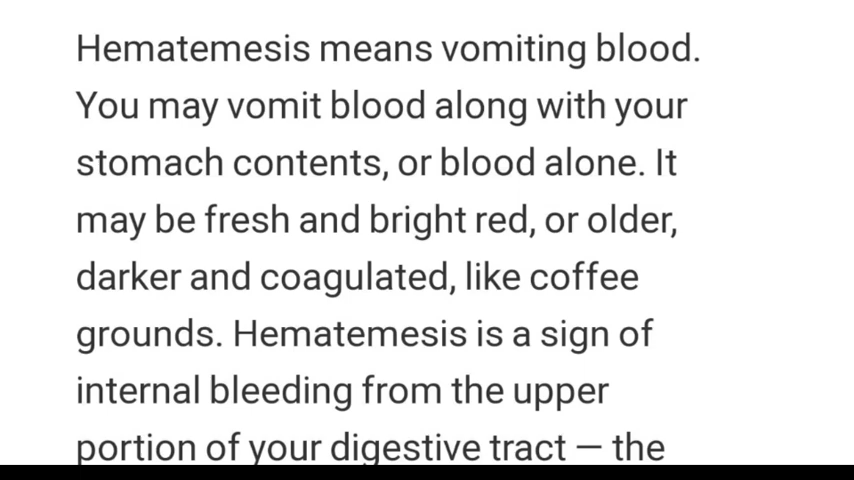 Hematemesis means vomiting blood.
You may vomit blood along with your
stomach contents, or blood alone. It
may be fresh and bright red, or older,
darker and coagulated, like coffee
grounds. Hematemesis is a sign of
internal bleeding from the upper
portion of your digestive tract — the